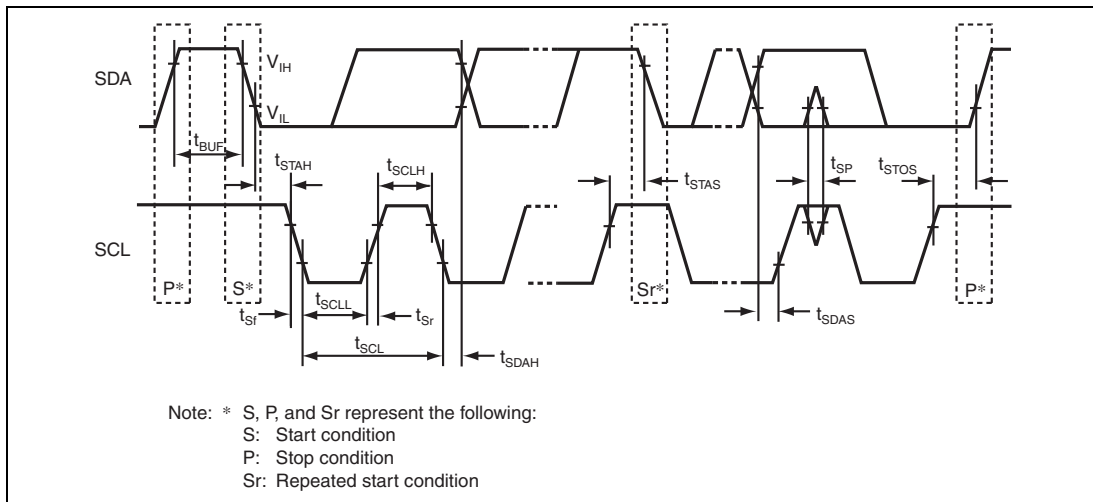 SDA
V_IH
V_IL
t_BUF
t_STAH
t_SCLH
t_STAS
t_SP
t_STOS
SCL
P*
S*
Sr*
P*
t_Sf
t_SCLL
t_Sr
t_SDAS
t_SCL
t_SDAH
Note: * S, P, and Sr represent the following:
S: Start condition
P: Stop condition
Sr: Repeated start condition